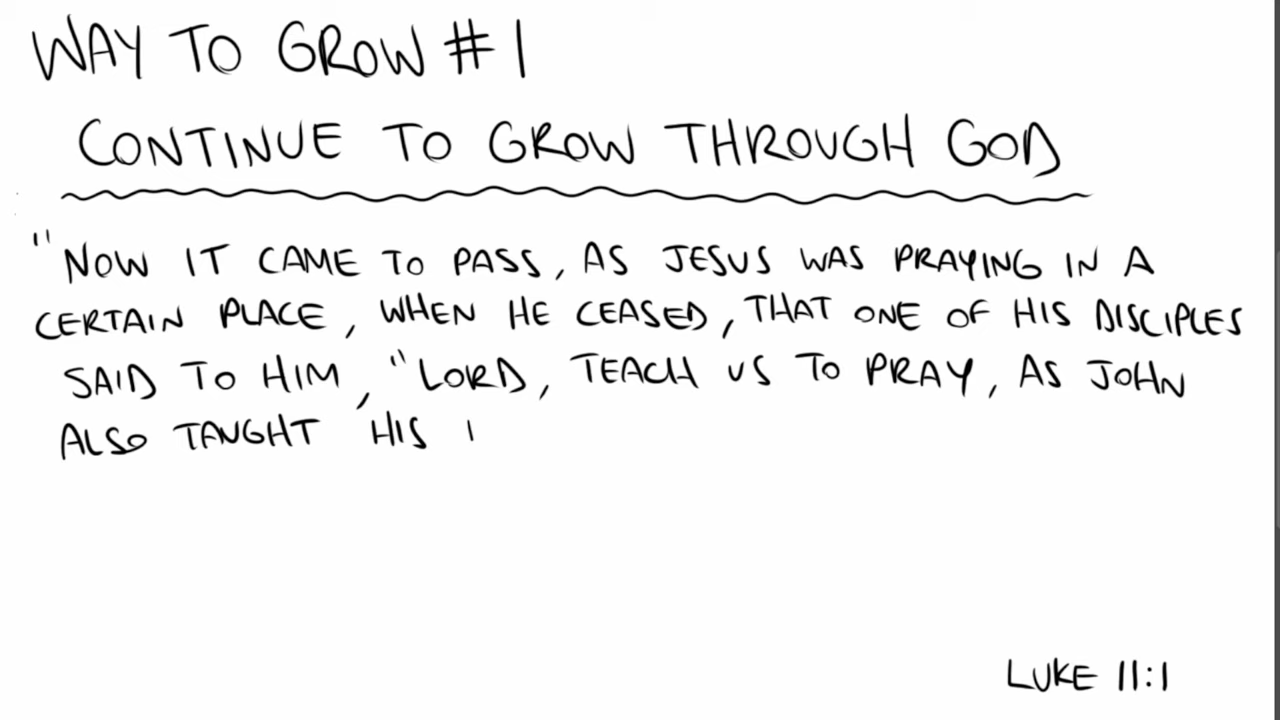 WAY TO GROW #1
CONTINUE TO GROW THROUGH GOD
"NOW IT CAME TO PASS, AS JESUS WAS PRAYING IN A
CERTAIN PLACE, WHEN HE CEASED, THAT ONE OF HIS DISCIPLES
SAID TO HIM, "LORD, TEACH US TO PRAY, AS JOHN
ALSO TAUGHT HIS
LUKE 11:1